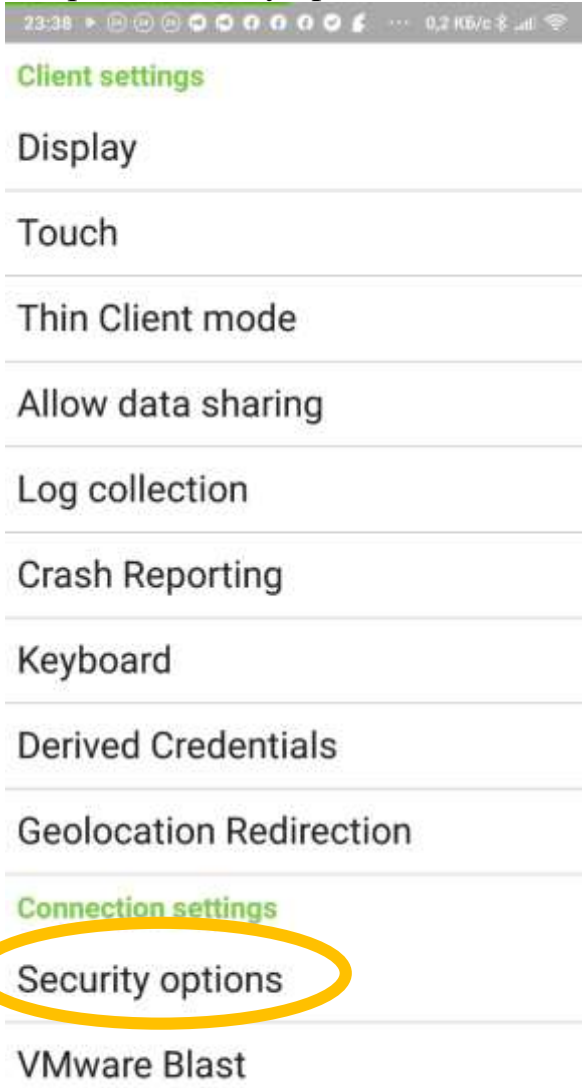 23:38
0,2 КБ/с
Client settings
Display
Touch
Thin Client mode
Allow data sharing
Log collection
Crash Reporting
Keyboard
Derived Credentials
Geolocation Redirection
Connection settings
Security options
VMware Blast